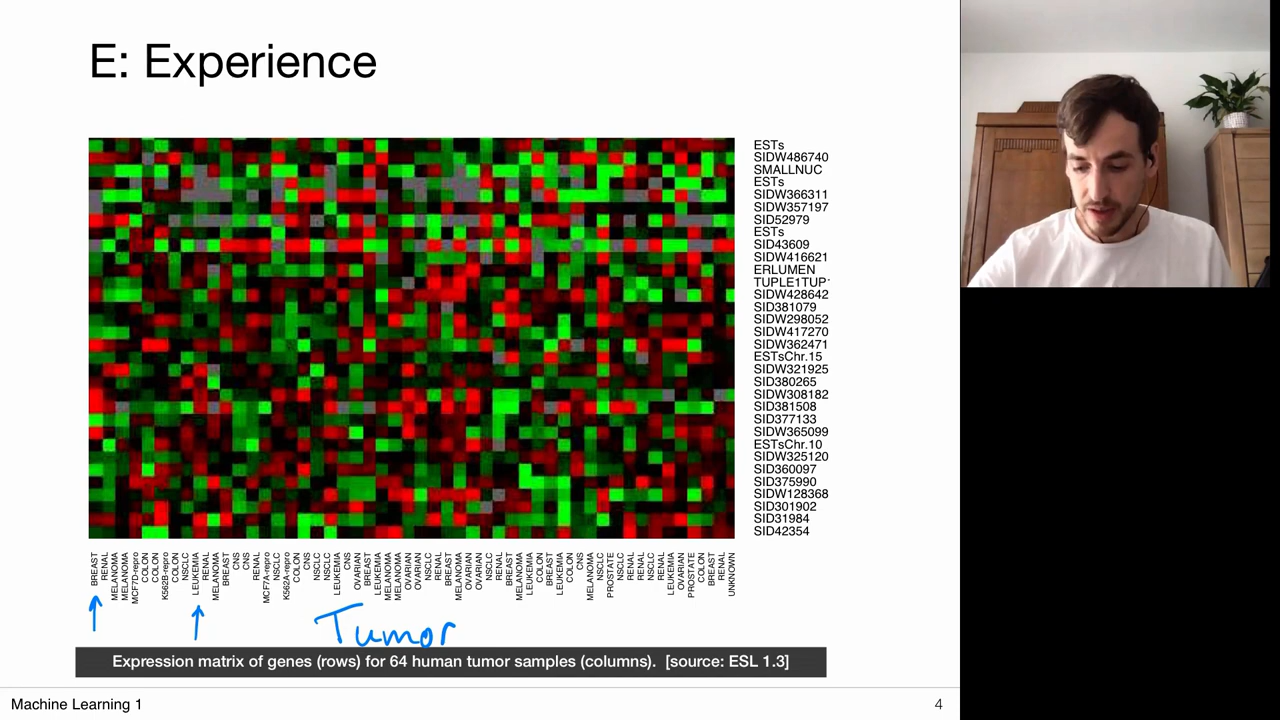 E: Experience
ESTs
SIDW486740
SMALLNUC
ESTs
SIDW366311
SIDW357197
SID52979
ESTs
SID43609
SIDW416621
ERLUMEN
TUPLE1TUP1
SIDW428642
SID381079
SIDW298052
SIDW417270
SIDW362471
ESTsChr.15
SIDW321925
SID380265
SIDW308182
SID381508
SID377133
SIDW365099
ESTsChr.10
SIDW325120
SID360097
SID375990
SIDW128368
SID301902
SID31984
SID42354
BREAST
RENAL
MELANOMA
MELANOMA
MCF7D-repro
COLON
COLON
K562B-repro
COLON
NSCLC
LEUKEMIA
RENAL
MELANOMA
BREAST
CNS
CNS
RENAL
MCF7A-repro
NSCLC
K562A-repro
COLON
CNS
NSCLC
NSCLC
LEUKEMIA
CNS
OVARIAN
BREAST
LEUKEMIA
MELANOMA
MELANOMA
OVARIAN
OVARIAN
NSCLC
RENAL
BREAST
MELANOMA
OVARIAN
OVARIAN
NSCLC
RENAL
BREAST
MELANOMA
LEUKEMIA
COLON
BREAST
LEUKEMIA
COLON
CNS
MELANOMA
NSCLC
PROSTATE
NSCLC
RENAL
RENAL
NSCLC
RENAL
LEUKEMIA
OVARIAN
PROSTATE
COLON
BREAST
RENAL
UNKNOWN
Tumor
Expression matrix of genes (rows) for 64 human tumor samples (columns). [source: ESL 1.3]
Machine Learning 1
4